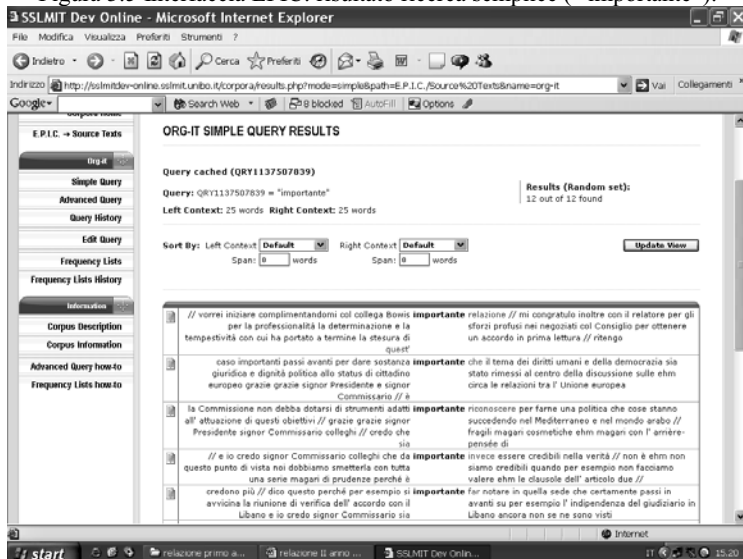 Figura 3.3 Interfaccia EPIC: risultato ricerca semplice (="importante").
SSLMIT Dev Online - Microsoft Internet Explorer
File Modifica Visualizza Preferiti Strumenti ?
Indietro Cerca Preferiti
Indirizzo http://sslmitdev-online.sslmit.unibo.it/corpora/results.php?mode=simple&path=E.P.I.C./Source%20Texts&name=org-it Vai Collegamenti
Google Search Web 8 blocked AutoFill Options
E.P.I.C. → Source Texts
Org-it
Simple Query
Advanced Query
Query History
Edit Query
Frequency Lists
Frequency Lists History
Information
Corpus Description
Corpus Information
Advanced Query how-to
Frequency Lists how-to
ORG-IT SIMPLE QUERY RESULTS
Query cached (QRY1137507839)
Query: QRY1137507839 = "importante"
Left Context: 25 words Right Context: 25 words
Results (Random set):
12 out of 12 found
Sort By: Left Context Default Right Context Default Update View
Span: 0 words Span: 0 words
// vorrei iniziare complimentandomi col collega Bowis importante relazione // mi congratulo inoltre con il relatore per gli
per la professionalità la determinazione e la sforzi profusi nei negoziati col Consiglio per ottenere
tempestività con cui ha portato a termine la stesura di un accordo in prima lettura // ritengo
quest'
caso importanti passi avanti per dare sostanza importante che il tema dei diritti umani e della democrazia sia
giuridica e dignità politica allo status di cittadino stato rimessi al centro della discussione sulle ehm
europeo grazie grazie signor Presidente e signor circa le relazioni tra l' Unione europea
Commissario // è
la Commissione non debba dotarsi di strumenti adatti importante riconoscere per farne una politica che cose stanno
all' attuazione di questi obiettivi // grazie grazie signor succedendo nel Mediterraneo e nel mondo arabo //
Presidente signor Commissario colleghi // credo che fragili magari cosmetiche ehm magari con l' arrière-
sia pensée di
// e io credo signor Commissario colleghi che da importante invece essere credibili nella verità // non è ehm non
questo punto di vista noi dobbiamo smetterla con tutta siamo credibili quando per esempio non facciamo
una serie magari di prudenze perché è valere ehm le clausole dell' articolo due //
credono più // dico questo perché per esempio si importante far notare in quella sede che certamente passi in
avvicina la riunione di verifica dell' accordo con il avanti su per esempio l' indipendenza del giudiziario in
Libano e io credo signor Commissario sia Libano ancora non se ne sono visti
Internet
start relazione primo a... relazione II anno ... SSLMIT Dev Onlin... IT 15.20